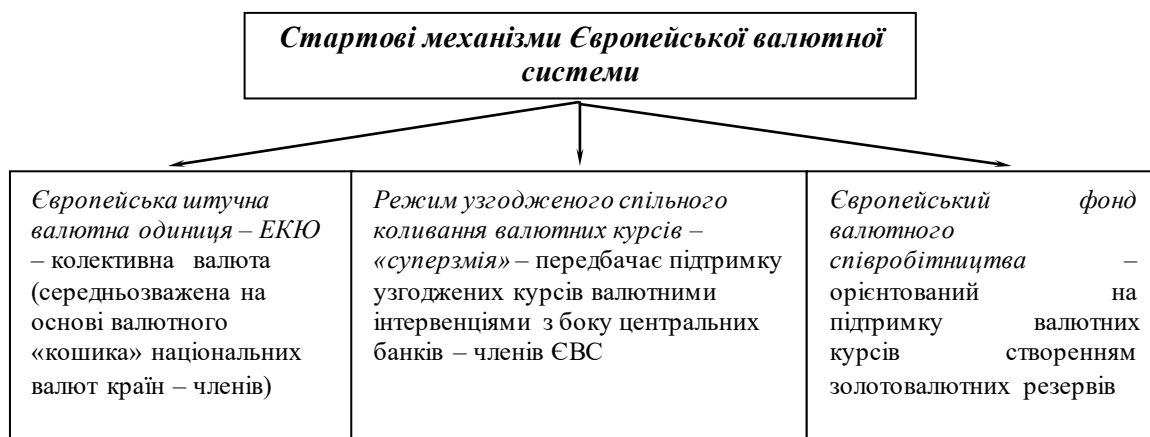 Стартові механізми Європейської валютної
системи
Європейська штучна
валютна одиниця – ЕКЮ
– колективна валюта
(середньозважена на
основі валютного
«кошика» національних
валют країн – членів)
Режим узгодженого спільного
коливання валютних курсів –
«суперзмія» – передбачає підтримку
узгоджених курсів валютними
інтервенціями з боку центральних
банків – членів ЄВС
Європейський фонд
валютного
співробітництва –
орієнтований на
підтримку валютних
курсів створенням
золотовалютних резервів